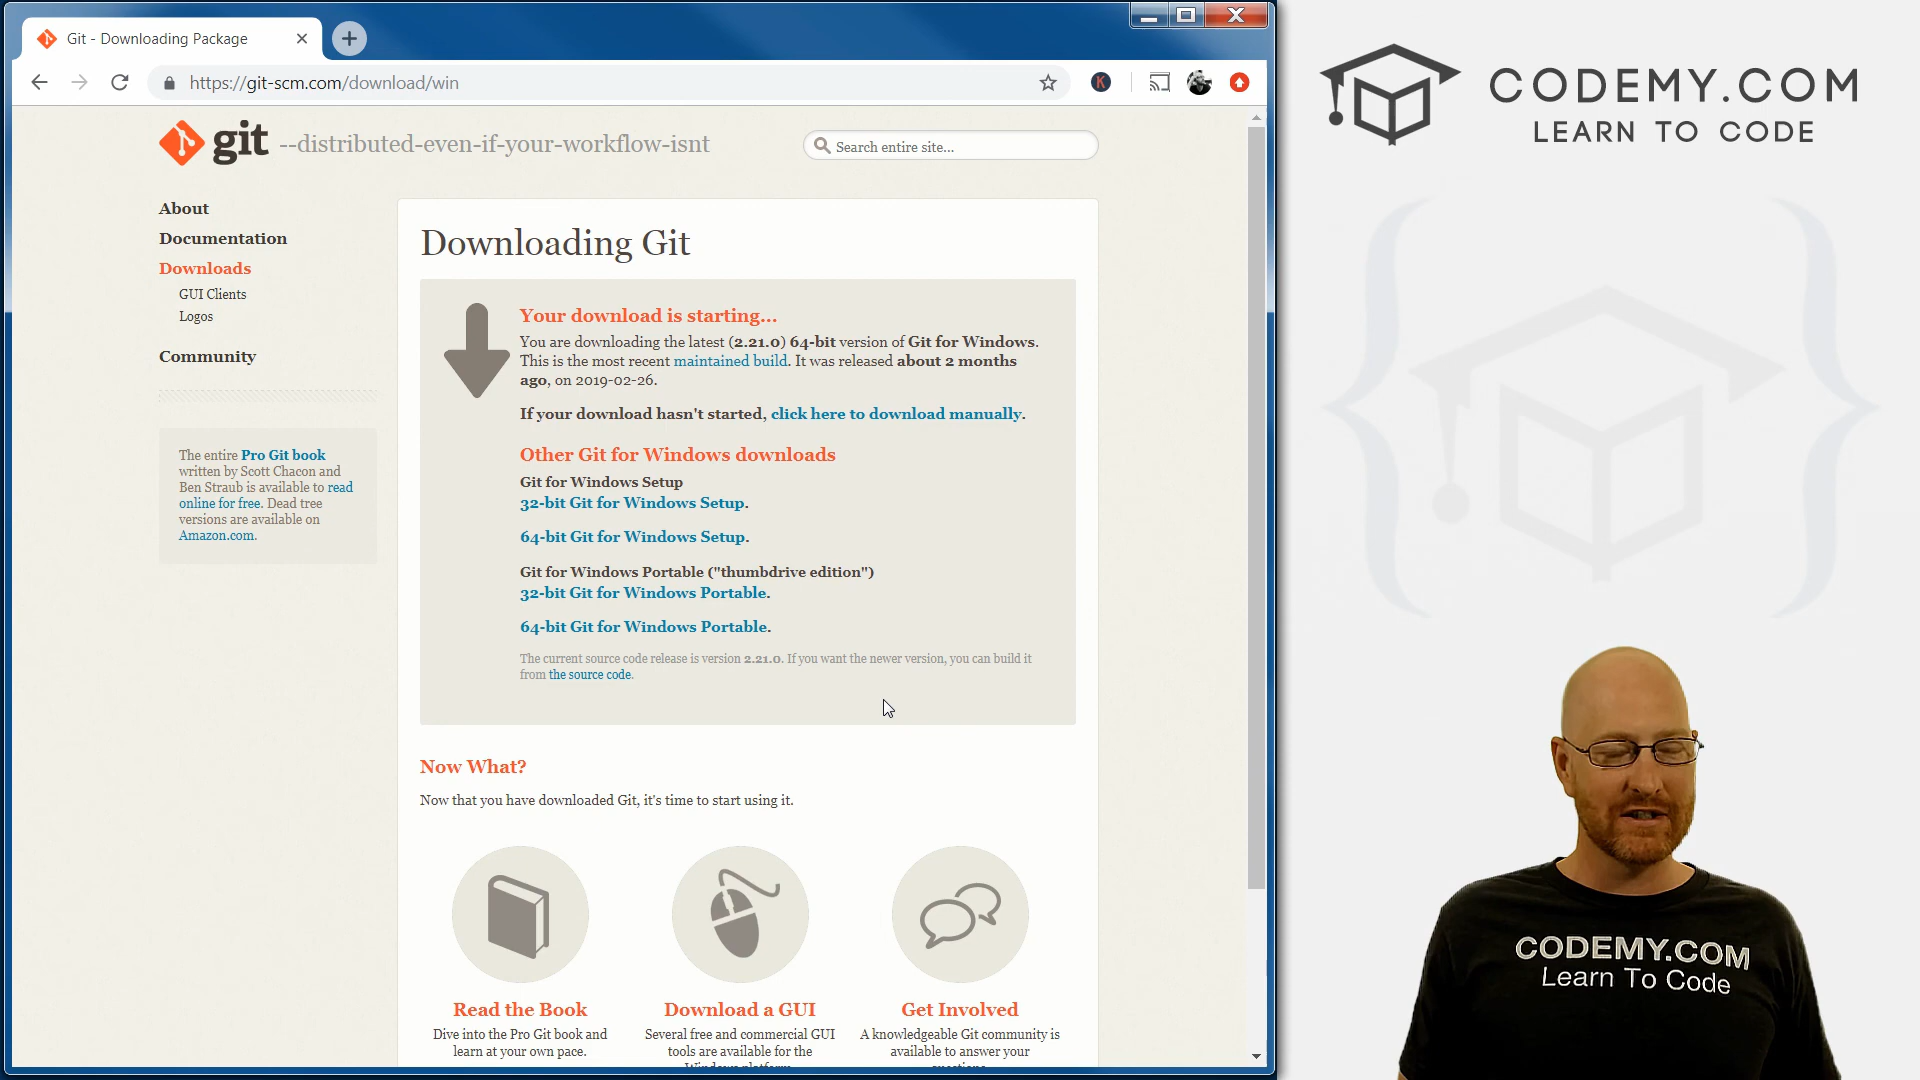 Git - Downloading Package
https://git-scm.com/download/win
K
git --distributed-even-if-your-workflow-isnt
Search entire site...
About
Documentation
Downloads
GUI Clients
Logos
Community
The entire Pro Git book
written by Scott Chacon and
Ben Straub is available to read
online for free. Dead tree
versions are available on
Amazon.com.
Downloading Git
Your download is starting...
You are downloading the latest (2.21.0) 64-bit version of Git for Windows.
This is the most recent maintained build. It was released about 2 months
ago, on 2019-02-26.
If your download hasn't started, click here to download manually.
Other Git for Windows downloads
Git for Windows Setup
32-bit Git for Windows Setup.
64-bit Git for Windows Setup.
Git for Windows Portable ("thumbdrive edition")
32-bit Git for Windows Portable.
64-bit Git for Windows Portable.
The current source code release is version 2.21.0. If you want the newer version, you can build it
from the source code.
Now What?
Now that you have downloaded Git, it's time to start using it.
Read the Book
Dive into the Pro Git book and
learn at your own pace.
Download a GUI
Several free and commercial GUI
tools are available for the
Windows platform.
Get Involved
A knowledgeable Git community is
available to answer your
questions.
CODEMY.COM
LEARN TO CODE
CODEMY.COM
Learn To Code